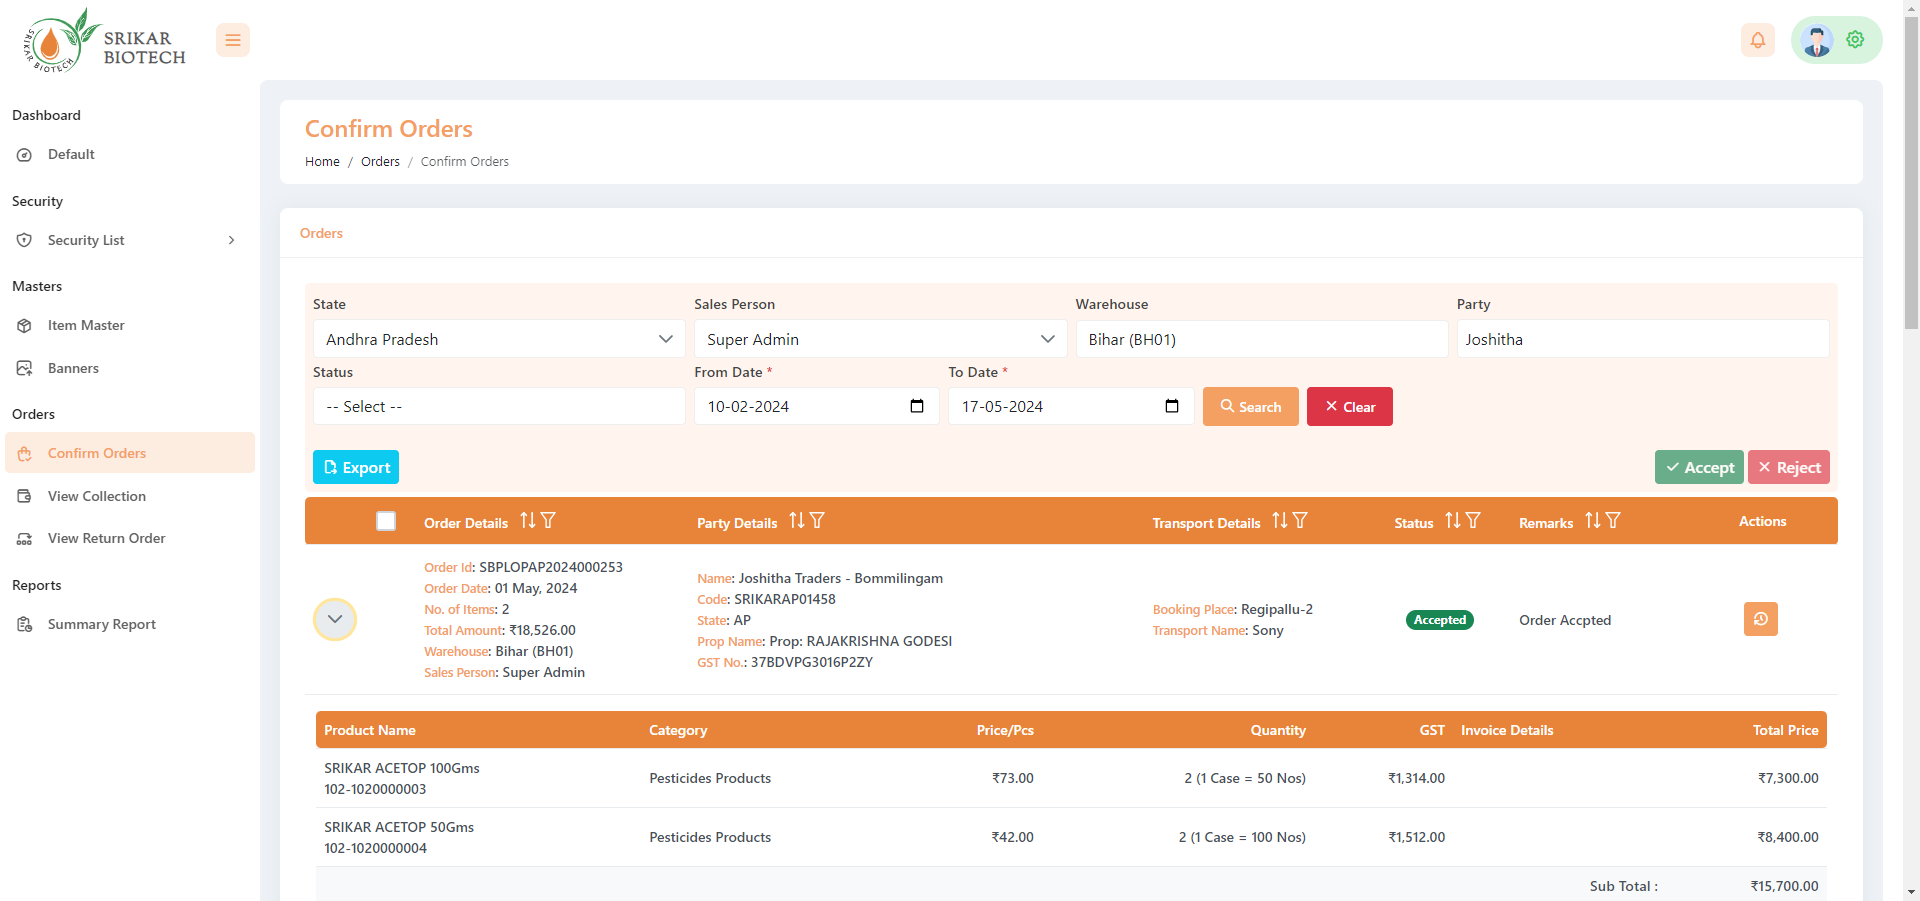 SRIKAR
BIOTECH
SRIKAR BIOTECH
Dashboard
Default
Security
Security List
Masters
Item Master
Banners
Orders
Confirm Orders
View Collection
View Return Order
Reports
Summary Report
Confirm Orders
Home / Orders / Confirm Orders
Orders
State Sales Person Warehouse Party
Andhra Pradesh Super Admin Bihar (BH01) Joshitha
Status From Date * To Date *
-- Select -- 10-02-2024 17-05-2024 Search Clear
Export Accept Reject
Order Details Party Details Transport Details Status Remarks Actions
Order Id: SBPLOPAP2024000253
Order Date: 01 May, 2024
No. of Items: 2
Total Amount: ₹18,526.00
Warehouse: Bihar (BH01)
Sales Person: Super Admin
Name: Joshitha Traders - Bommilingam
Code: SRIKARAP01458
State: AP
Prop Name: Prop: RAJAKRISHNA GODESI
GST No.: 37BDVPG3016P2ZY
Booking Place: Regipallu-2
Transport Name: Sony
Accepted
Order Accpted
Product Name Category Price/Pcs Quantity GST Invoice Details Total Price
SRIKAR ACETOP 100Gms
102-1020000003
Pesticides Products ₹73.00 2 (1 Case = 50 Nos) ₹1,314.00 ₹7,300.00
SRIKAR ACETOP 50Gms
102-1020000004
Pesticides Products ₹42.00 2 (1 Case = 100 Nos) ₹1,512.00 ₹8,400.00
Sub Total : ₹15,700.00